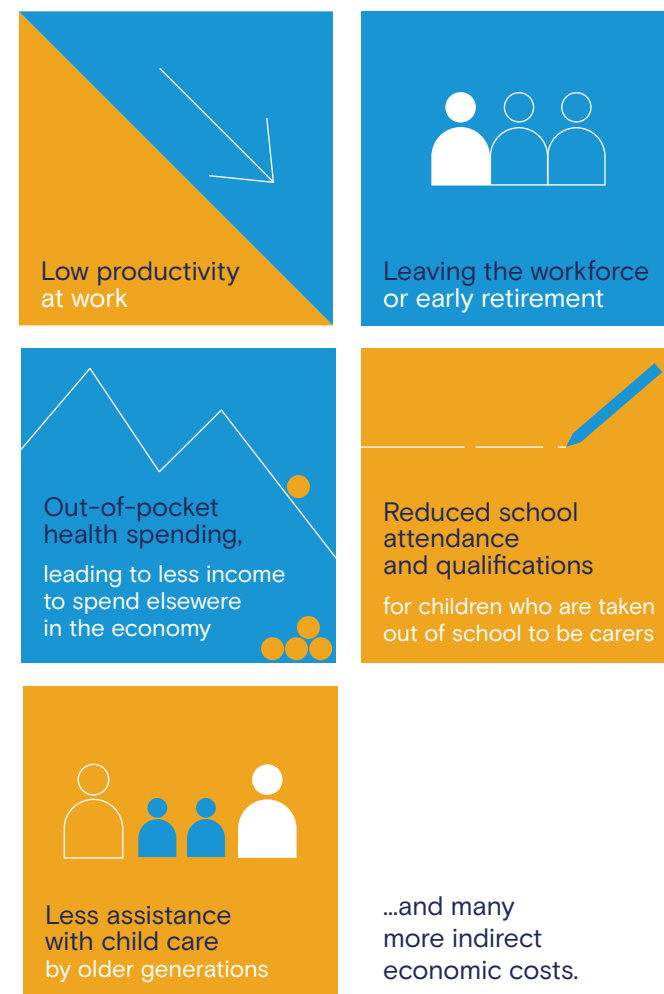 Low productivity
at work
Leaving the workforce
or early retirement
Out-of-pocket
health spending,
leading to less income
to spend elsewere
in the economy
Reduced school
attendance
and qualifications
for children who are taken
out of school to be carers
Less assistance
with child care
by older generations
...and many
more indirect
economic costs.